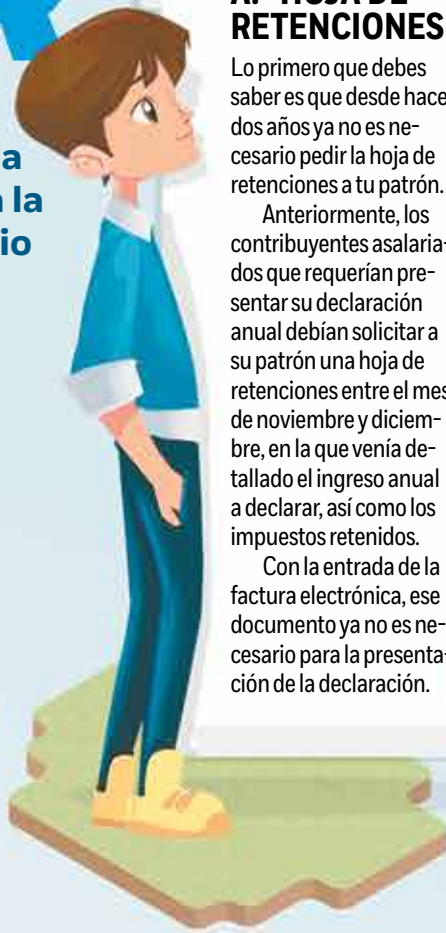 a
la
io
RETENCIONES
Lo primero que debes
saber es que desde hace
dos años ya no es ne-
cesario pedir la hoja de
retenciones a tu patrón.
Anteriormente, los
contribuyentes asalaria-
dos que requerían pre-
sentar su declaración
anual debían solicitar a
su patrón una hoja de
retenciones entre el mes
de noviembre y diciem-
bre, en la que venía de-
tallado el ingreso anual
a declarar, así como los
impuestos retenidos.
Con la entrada de la
factura electrónica, ese
documento ya no es ne-
cesario para la presenta-
ción de la declaración.